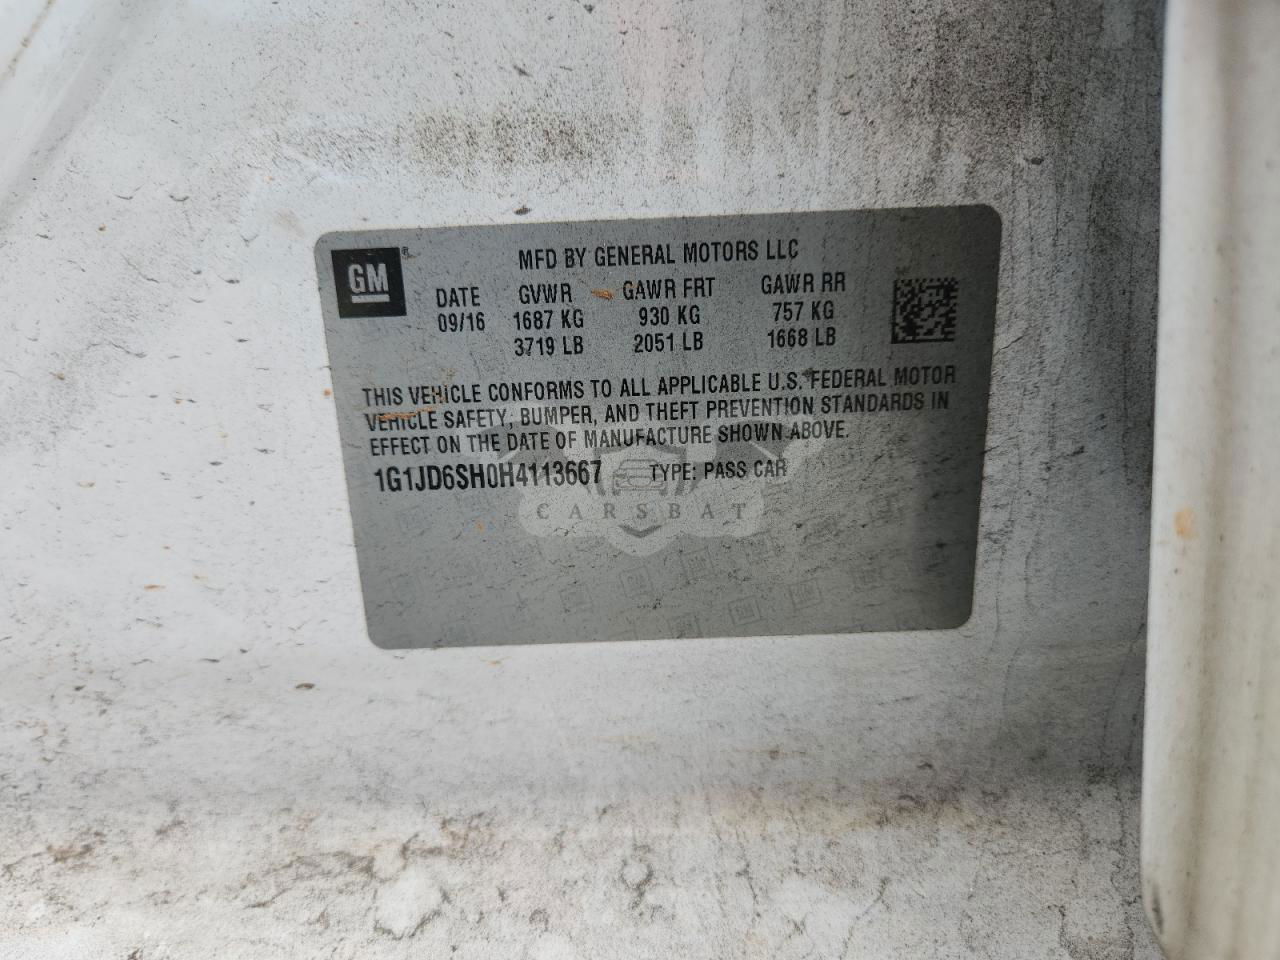 GM
MFD BY GENERAL MOTORS LLC
DATE GVWR GAWR FRT GAWR RR
09/16 1687 KG 930 KG 757 KG
3719 LB 2051 LB 1668 LB
THIS VEHICLE CONFORMS TO ALL APPLICABLE U.S. FEDERAL MOTOR
VEHICLE SAFETY, BUMPER, AND THEFT PREVENTION STANDARDS IN
EFFECT ON THE DATE OF MANUFACTURE SHOWN ABOVE.
1G1JD6SH0H4113667 TYPE: PASS CAR
CARSBAT